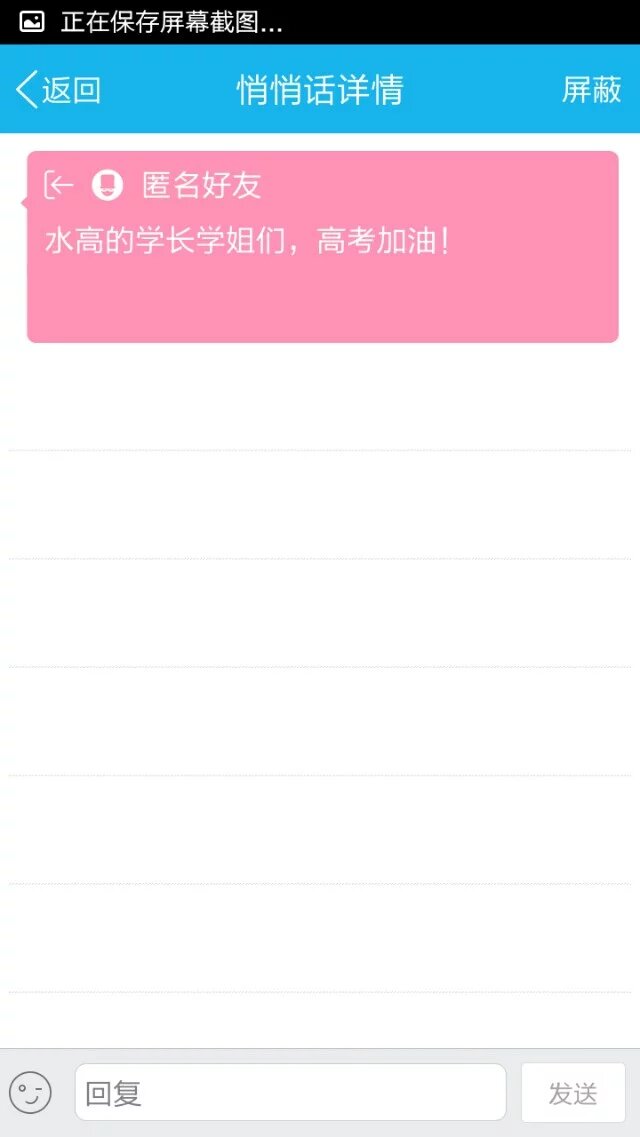 正在保存屏幕截图...
返回
悄悄话详情
屏蔽
匿名好友
水高的学长学姐们，高考加油！
回复
发送